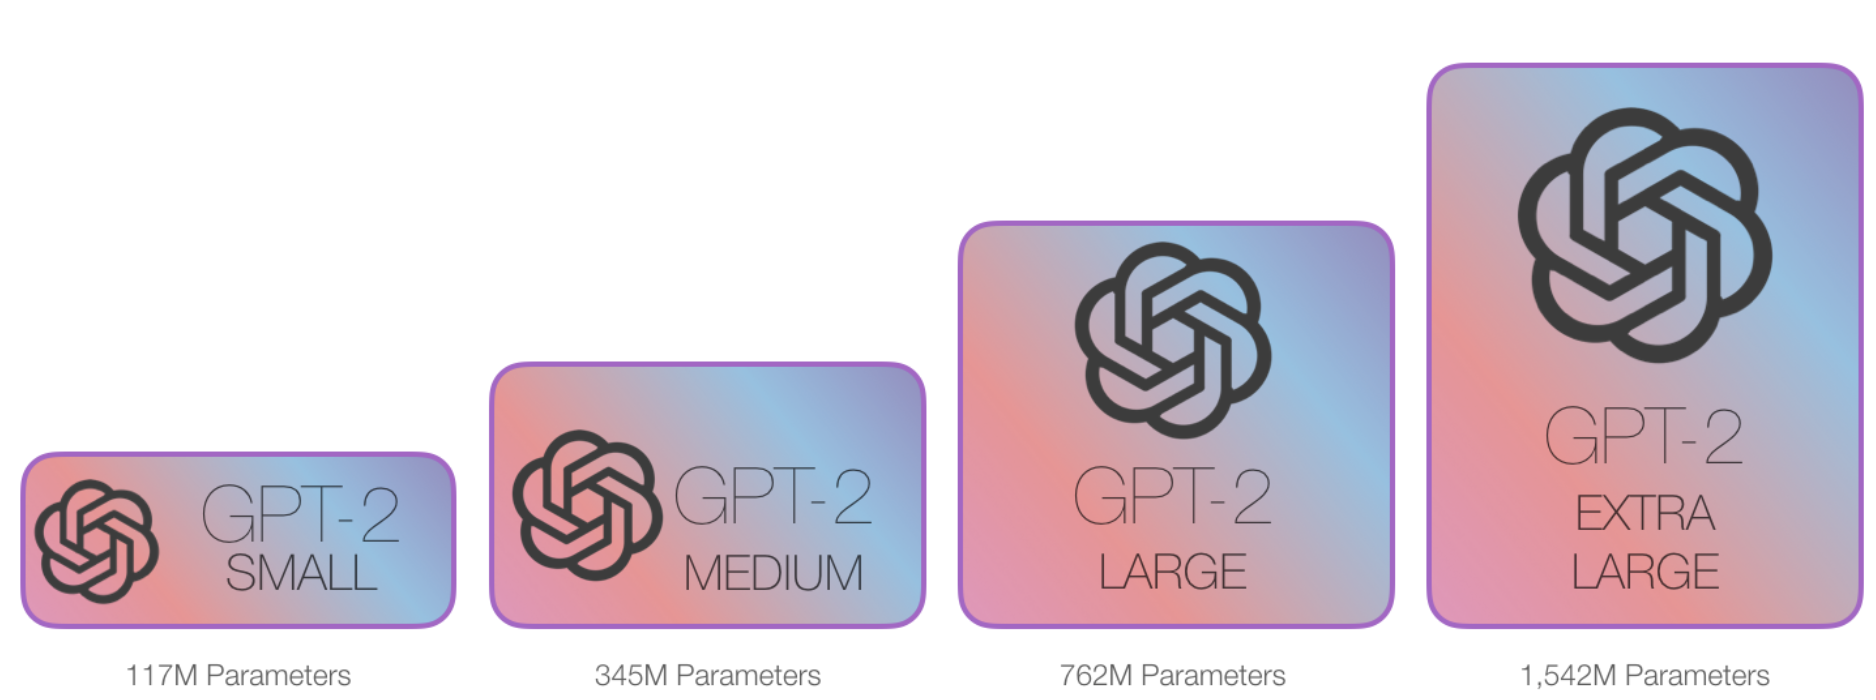 GPT-2
SMALL
117M Parameters
GPT-2
MEDIUM
345M Parameters
GPT-2
LARGE
762M Parameters
GPT-2
EXTRA
LARGE
1,542M Parameters